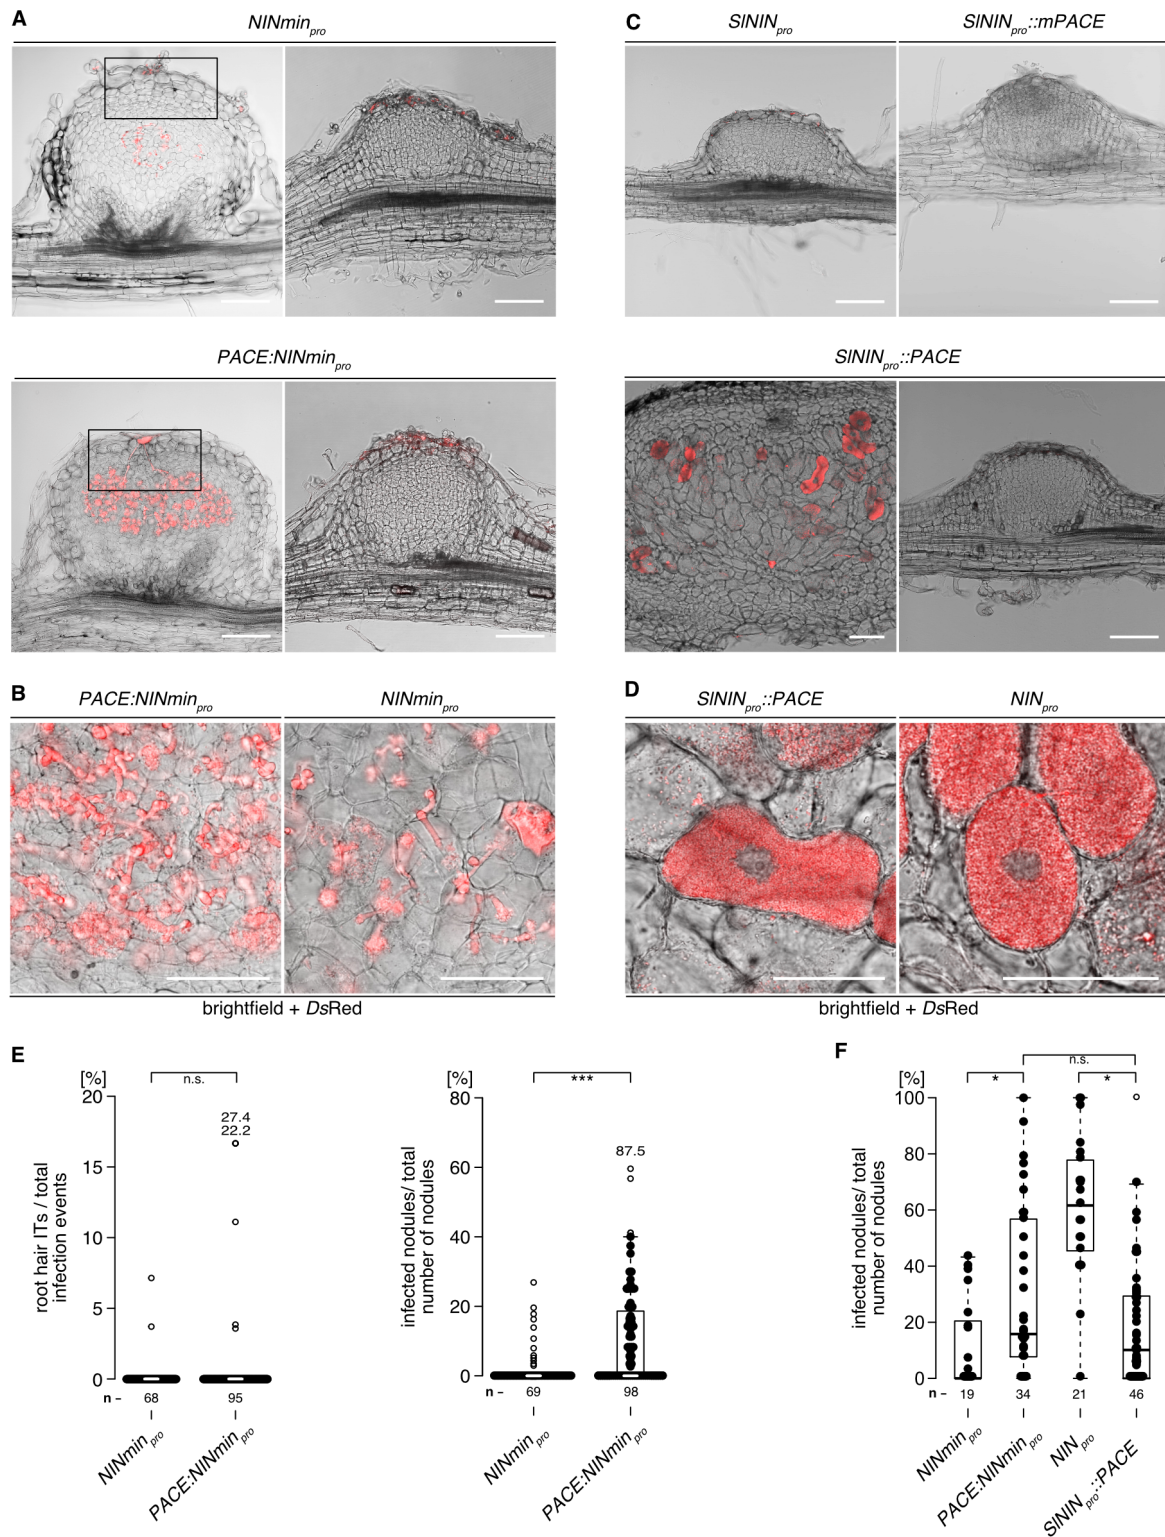 A
NINmin pro
C
SlNIN pro
SlNIN pro::mPACE
PACE:NINmin pro
SlNIN pro::PACE
B
PACE:NINmin pro
NINmin pro
D
SlNIN pro::PACE
NIN pro
brightfield + DsRed
brightfield + DsRed
E
[%]
n.s.
root hair ITs / total
infection events
20
15
10
5
0
27.4
22.2
n –
68
95
NINmin pro
PACE:NINmin pro
[%]
***
infected nodules/ total
number of nodules
80
60
40
20
0
87.5
n –
69
98
NINmin pro
PACE:NINmin pro
F
[%]
n.s.
*
*
infected nodules/ total
number of nodules
100
80
60
40
20
0
n –
19
34
21
46
NINmin pro
PACE:NINmin pro
NIN pro
SlNIN pro::PACE